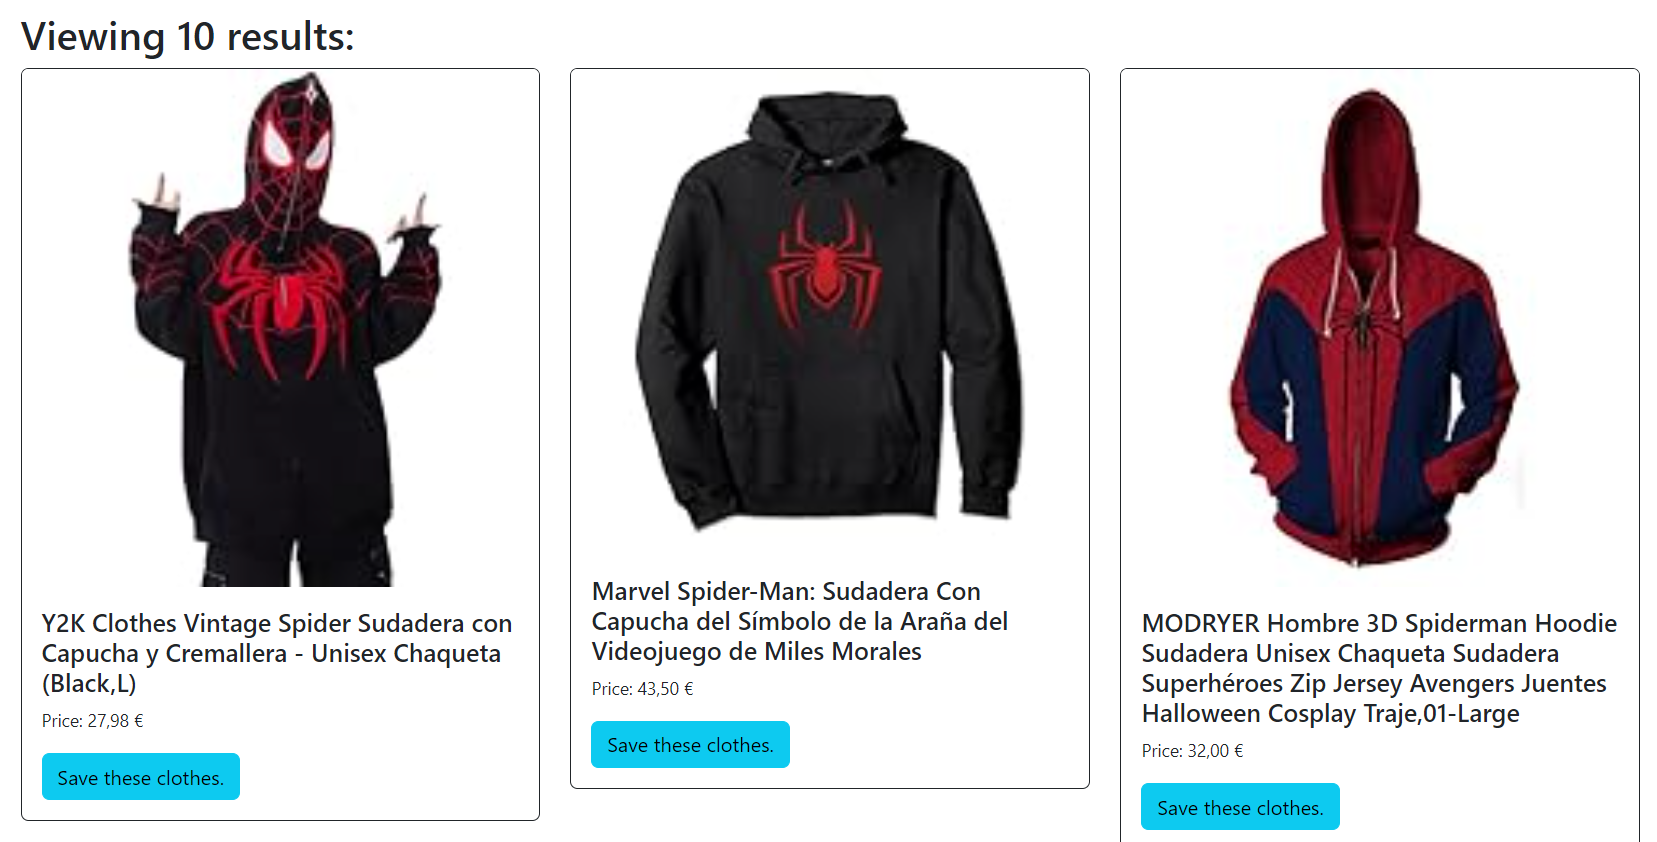 Viewing 10 results:
Y2K Clothes Vintage Spider Sudadera con
Capucha y Cremallera - Unisex Chaqueta
(Black,L)
Price: 27,98 €
Save these clothes.
Marvel Spider-Man: Sudadera Con
Capucha del Símbolo de la Araña del
Videojuego de Miles Morales
Price: 43,50 €
Save these clothes.
MODRYER Hombre 3D Spiderman Hoodie
Sudadera Unisex Chaqueta Sudadera
Superhéroes Zip Jersey Avengers Juentes
Halloween Cosplay Traje,01-Large
Price: 32,00 €
Save these clothes.